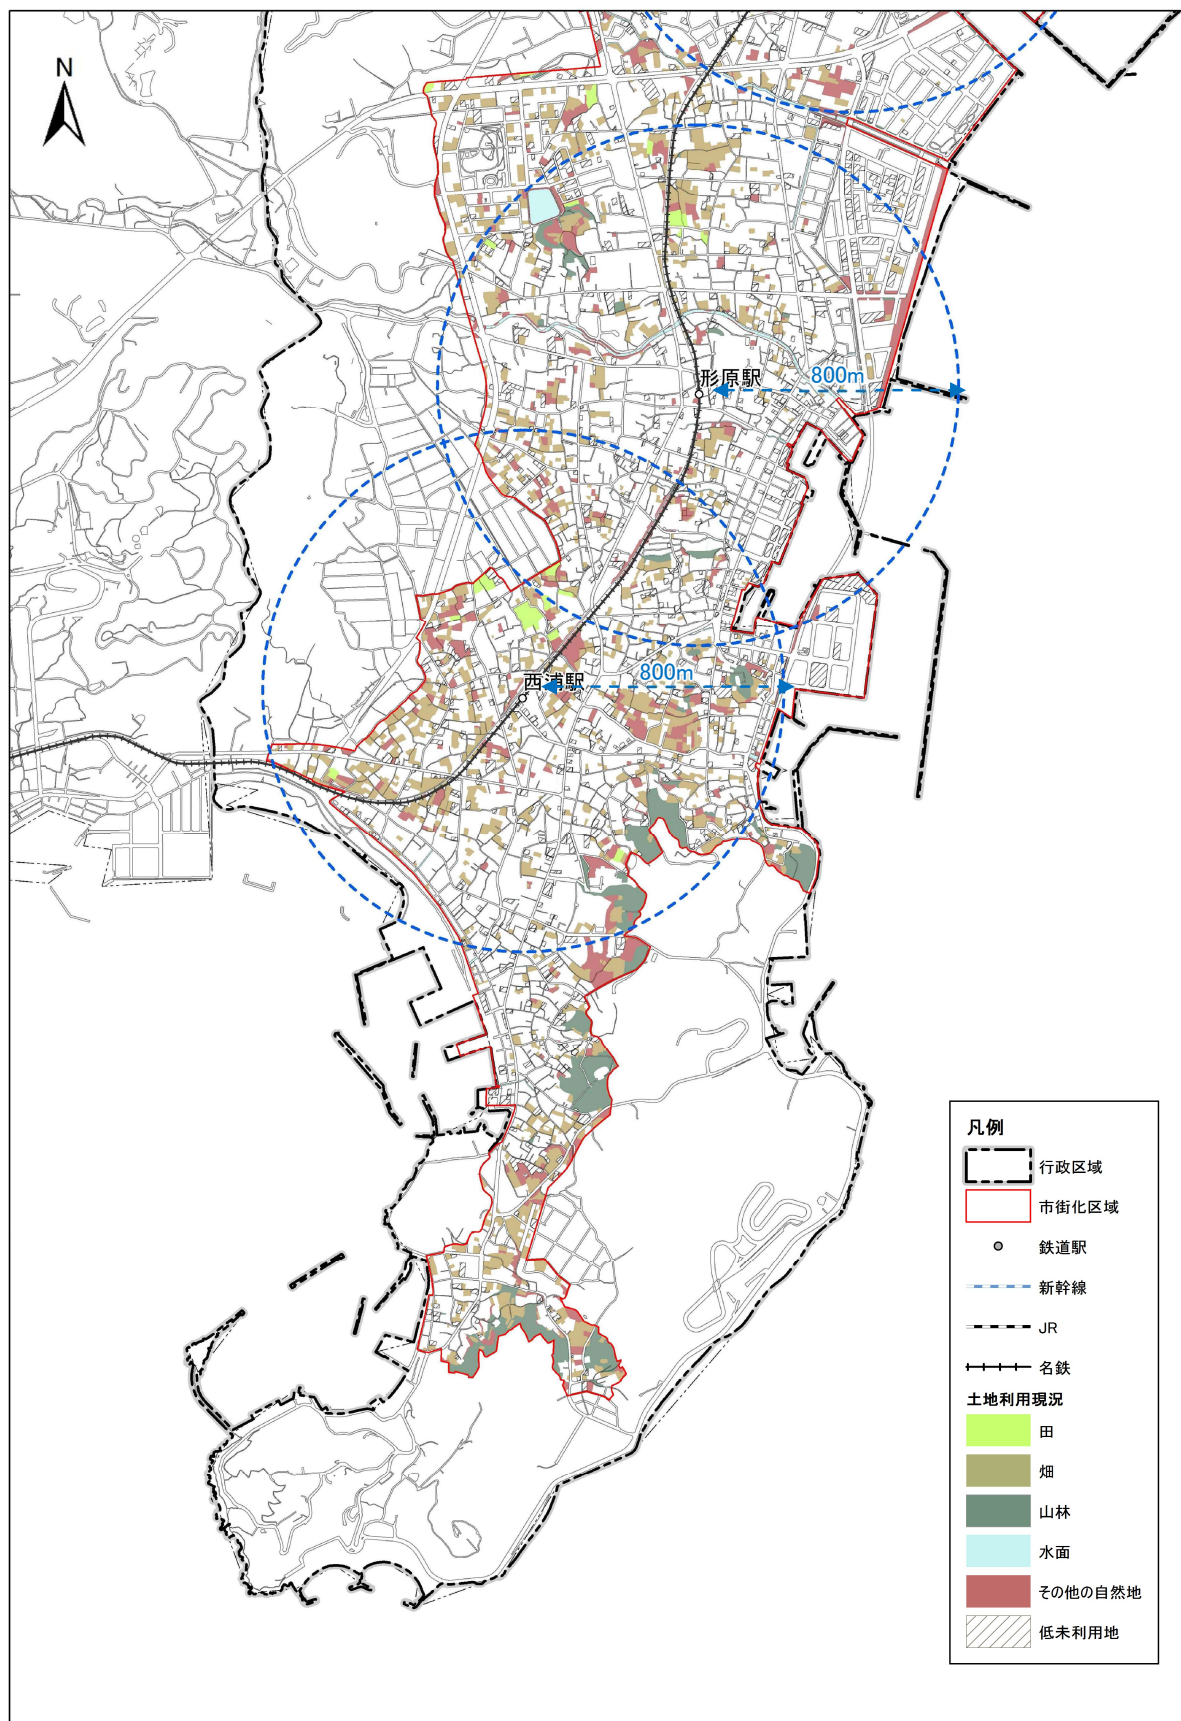 N
形原駅
800m
西浦駅
800m
凡例
行政区域
市街化区域
鉄道駅
新幹線
JR
名鉄
土地利用現況
田
畑
山林
水面
その他の自然地
低未利用地